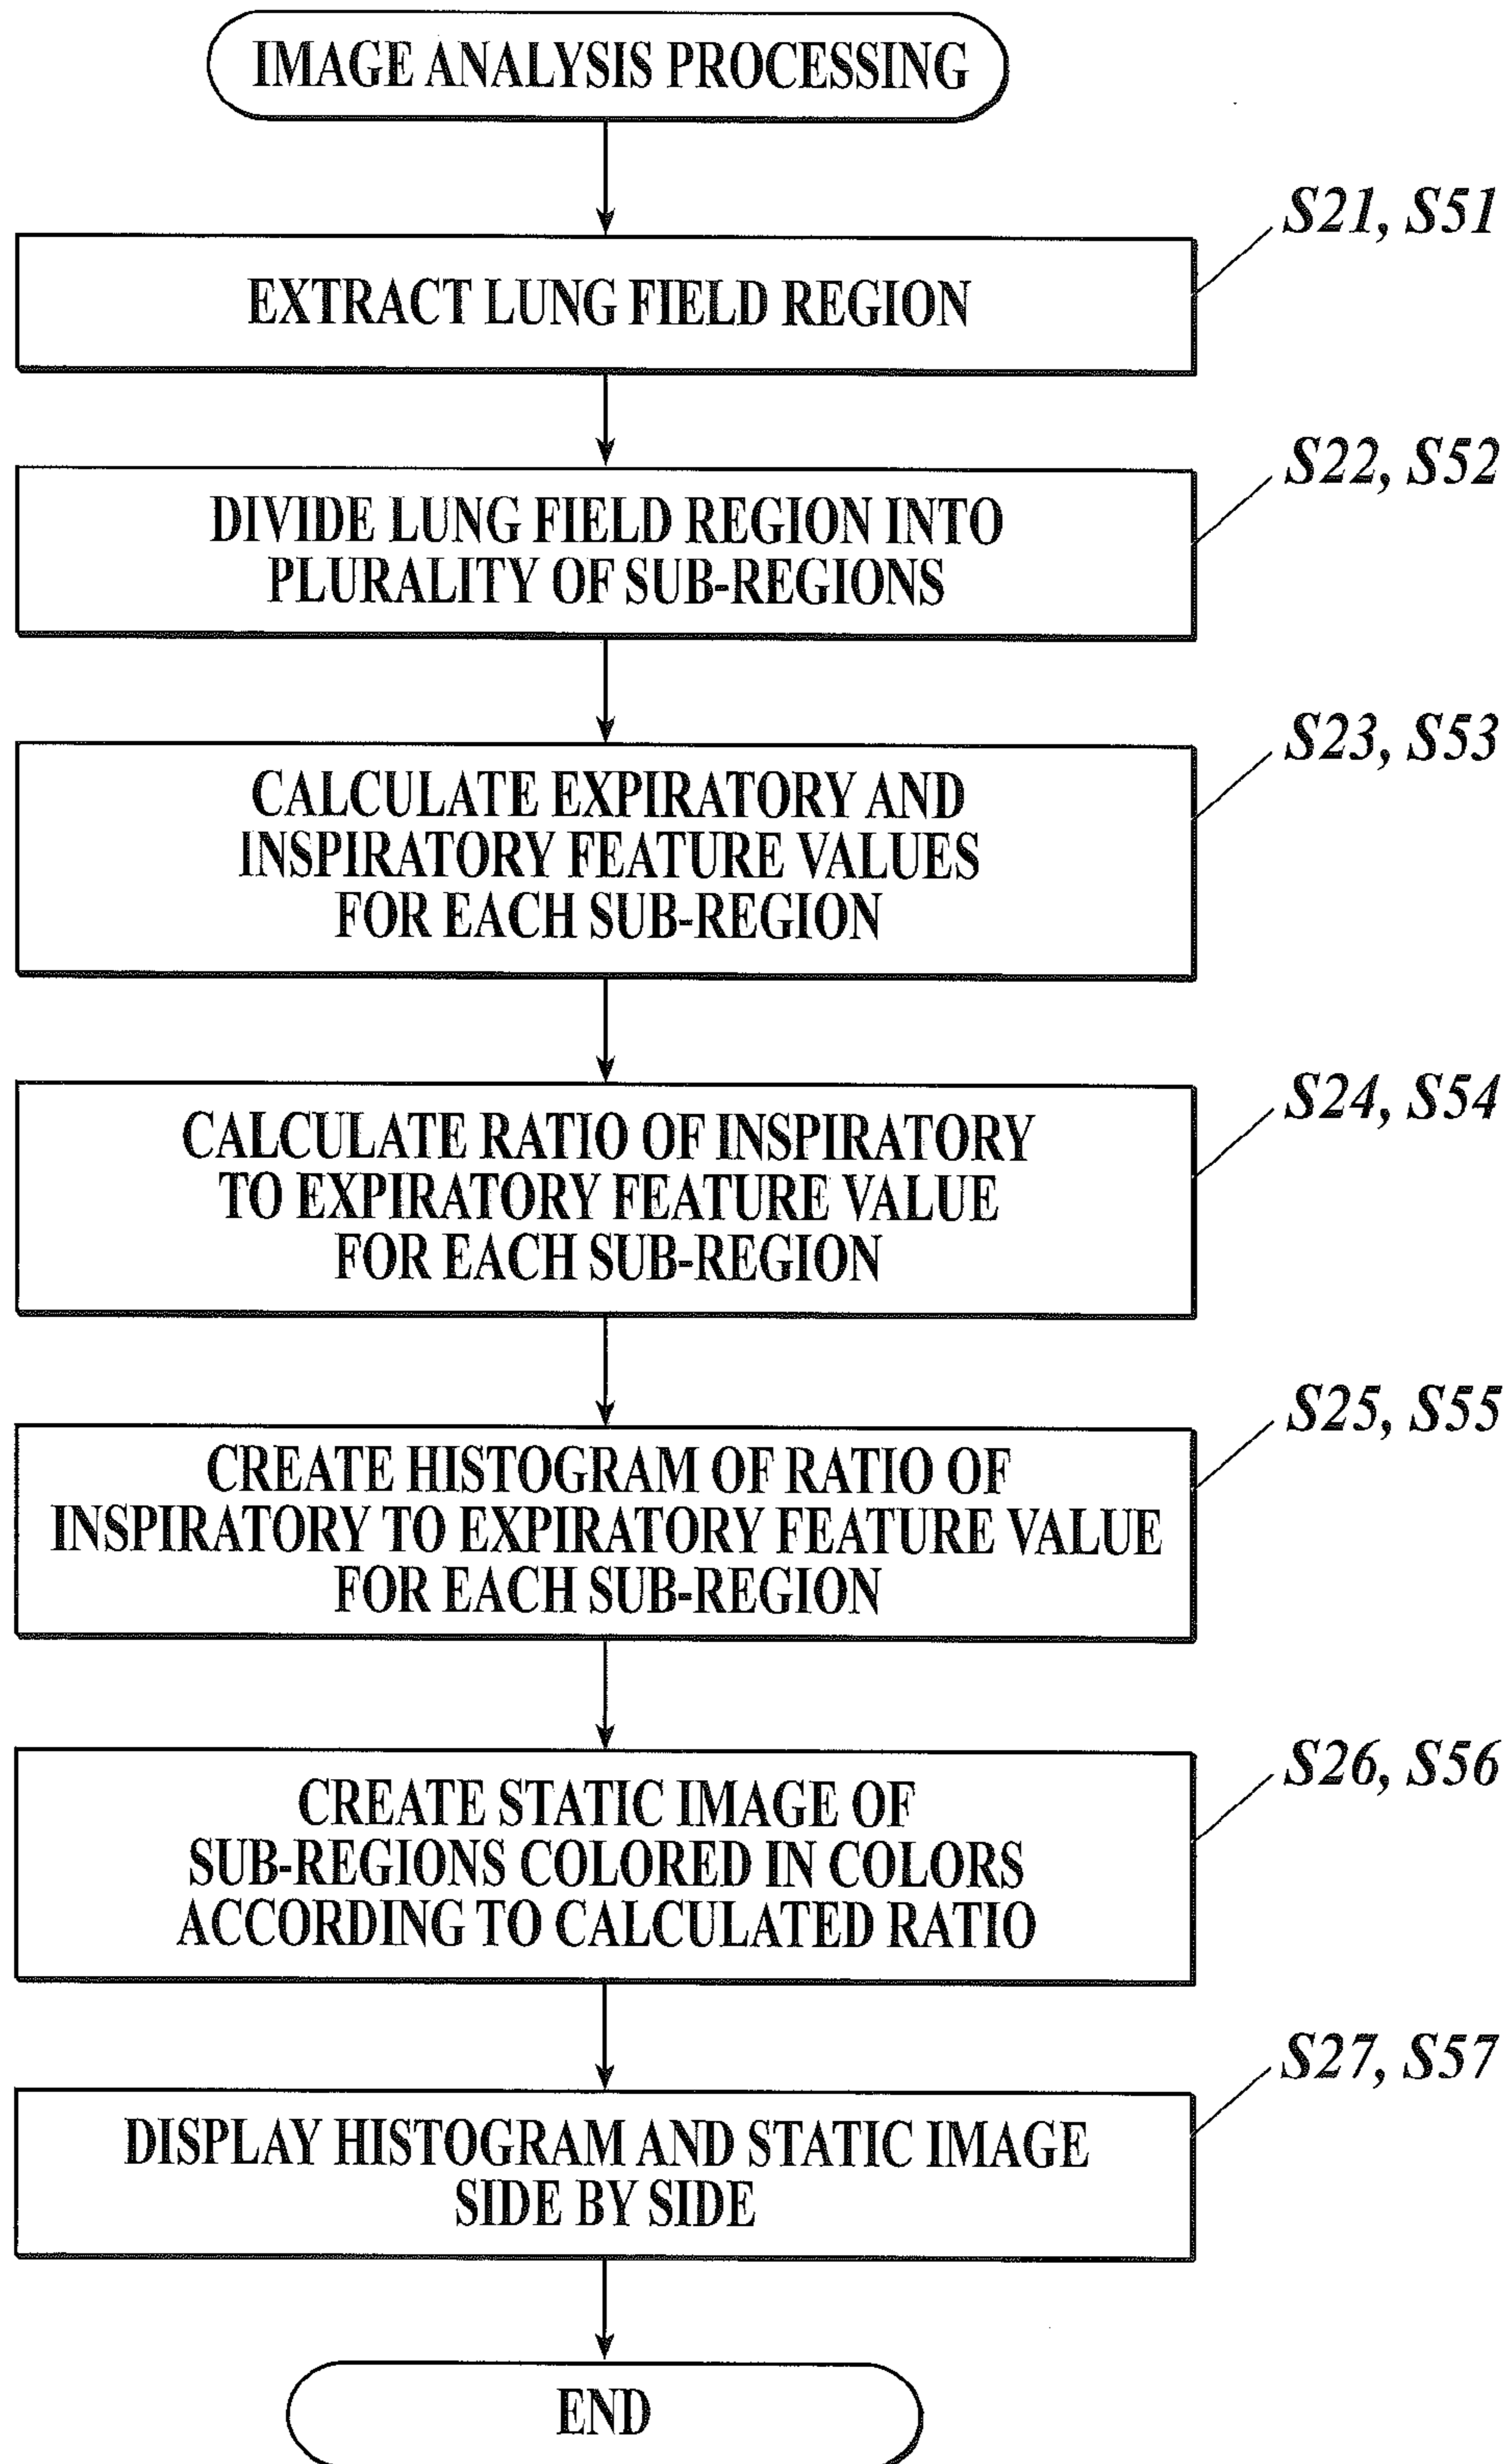 IMAGE ANALYSIS PROCESSING
S21, S51
EXTRACT LUNG FIELD REGION
S22, S52
DIVIDE LUNG FIELD REGION INTO
PLURALITY OF SUB-REGIONS
S23, S53
CALCULATE EXPIRATORY AND
INSPIRATORY FEATURE VALUES
FOR EACH SUB-REGION
S24, S54
CALCULATE RATIO OF INSPIRATORY
TO EXPIRATORY FEATURE VALUE
FOR EACH SUB-REGION
S25, S55
CREATE HISTOGRAM OF RATIO OF
INSPIRATORY TO EXPIRATORY FEATURE VALUE
FOR EACH SUB-REGION
S26, S56
CREATE STATIC IMAGE OF
SUB-REGIONS COLORED IN COLORS
ACCORDING TO CALCULATED RATIO
S27, S57
DISPLAY HISTOGRAM AND STATIC IMAGE
SIDE BY SIDE
END